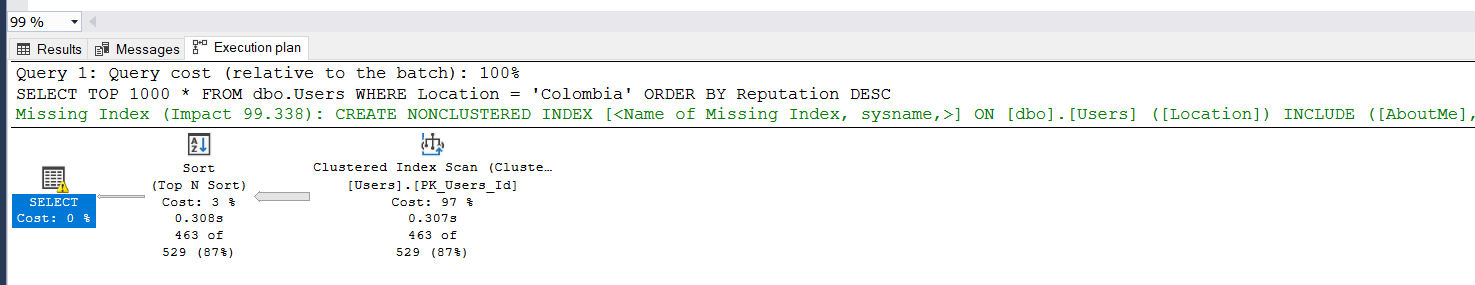 99 %
Results Messages Execution plan
Query 1: Query cost (relative to the batch): 100%
SELECT TOP 1000 * FROM dbo.Users WHERE Location = 'Colombia' ORDER BY Reputation DESC
Missing Index (Impact 99.338): CREATE NONCLUSTERED INDEX [<Name of Missing Index, sysname,>] ON [dbo].[Users] ([Location]) INCLUDE ([AboutMe],
SELECT
Cost: 0 %
Sort
(Top N Sort)
Cost: 3 %
0.308s
463 of
529 (87%)
Clustered Index Scan (Cluste…
[Users].[PK_Users_Id]
Cost: 97 %
0.307s
463 of
529 (87%)